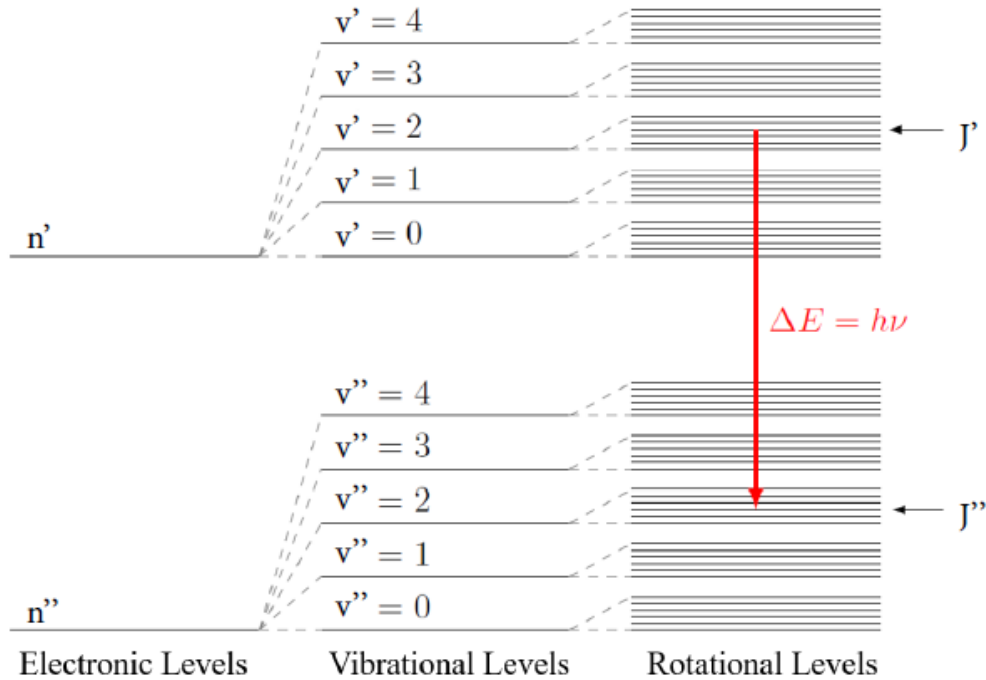 v' = 4
v' = 3
v' = 2
J'
v' = 1
n'
v' = 0
ΔE = hν
v'' = 4
v'' = 3
v'' = 2
J''
v'' = 1
n''
v'' = 0
Electronic Levels
Vibrational Levels
Rotational Levels